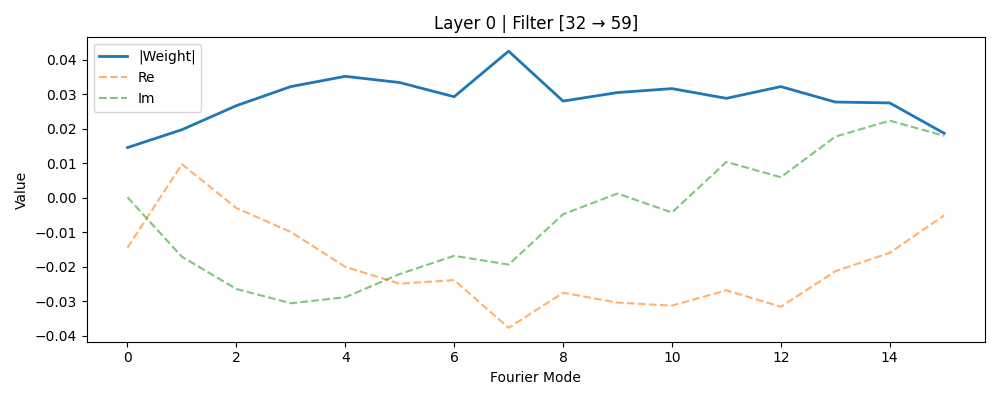 Layer 0 | Filter [32 → 59]
|Weight|
Re
Im
0.04
0.03
0.02
0.01
0.00
−0.01
−0.02
−0.03
−0.04
Value
0 2 4 6 8 10 12 14
Fourier Mode